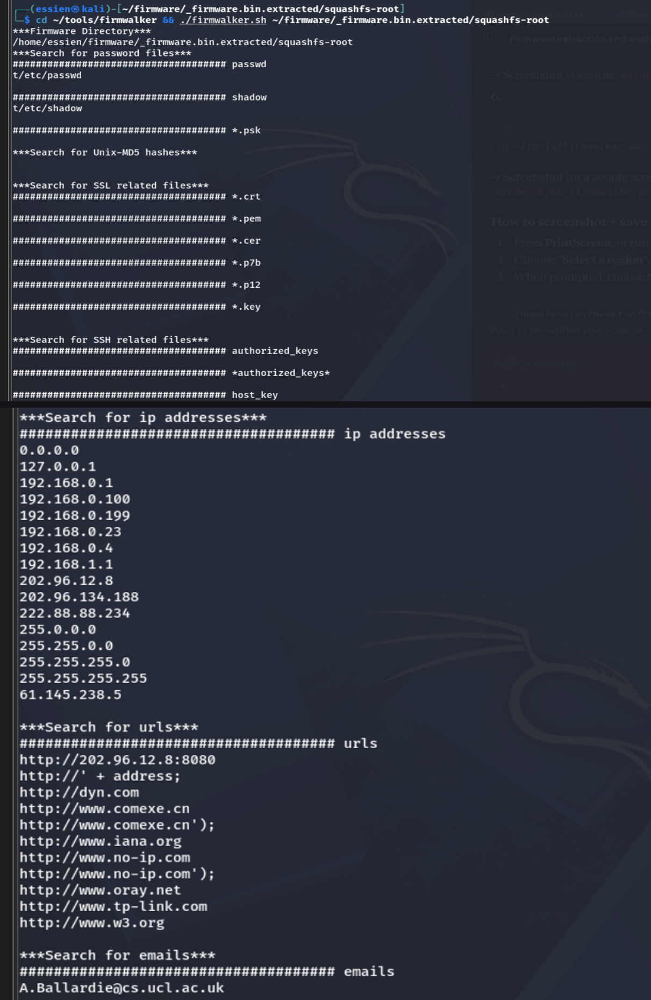 ┌──(essien㉿kali)-[~/firmware/_firmware.bin.extracted/squashfs-root]
└─$ cd ~/tools/firmwalker && ./firmwalker.sh ~/firmware/_firmware.bin.extracted/squashfs-root
***Firmware Directory***
/home/essien/firmware/_firmware.bin.extracted/squashfs-root
***Search for password files***
##################################### passwd
t/etc/passwd
##################################### shadow
t/etc/shadow
##################################### *.psk
***Search for Unix-MD5 hashes***
***Search for SSL related files***
##################################### *.crt
##################################### *.pem
##################################### *.cer
##################################### *.p7b
##################################### *.p12
##################################### *.key
***Search for SSH related files***
##################################### authorized_keys
##################################### *authorized_keys*
##################################### host_key
Import bookmarks...
OffSec
Firmware extraction and anal
→ Screenshot → save as evide
6.
bash
cd ~/tools/firmwalker &&
→ Screenshot (or a couple scre
evidence/06_firmwalker.pn
How to screenshot + save
1. Press PrintScreen, or run
2. Choose "Select a region"
3. When prompted, choose S
/home/essien/Desktop/C
Want to be notified when Claude
***Search for ip addresses***
##################################### ip addresses
0.0.0.0
127.0.0.1
192.168.0.1
192.168.0.100
192.168.0.199
192.168.0.23
192.168.0.4
192.168.1.1
202.96.12.8
202.96.134.188
222.88.88.234
255.0.0.0
255.255.0.0
255.255.255.0
255.255.255.255
61.145.238.5
***Search for urls***
##################################### urls
http://202.96.12.8:8080
http://' + address;
http://dyn.com
http://www.comexe.cn
http://www.comexe.cn');
http://www.iana.org
http://www.no-ip.com
http://www.no-ip.com');
http://www.oray.net
http://www.tp-link.com
http://www.w3.org
***Search for emails***
##################################### emails
A.Ballardie@cs.ucl.ac.uk